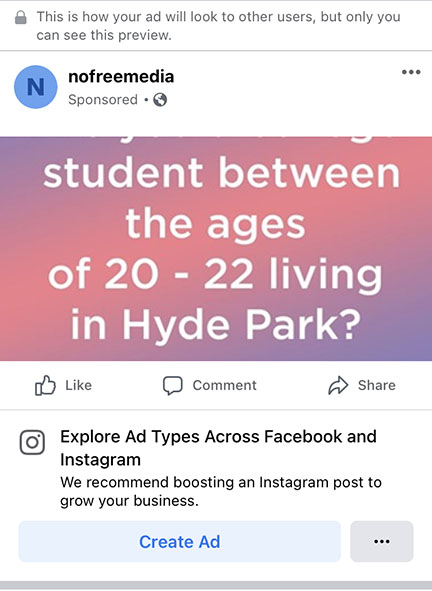 This is how your ad will look to other users, but only you
can see this preview.
N
nofreemedia
Sponsored •
student between
the ages
of 20 - 22 living
in Hyde Park?
Like
Comment
Share
Explore Ad Types Across Facebook and
Instagram
We recommend boosting an Instagram post to
grow your business.
Create Ad